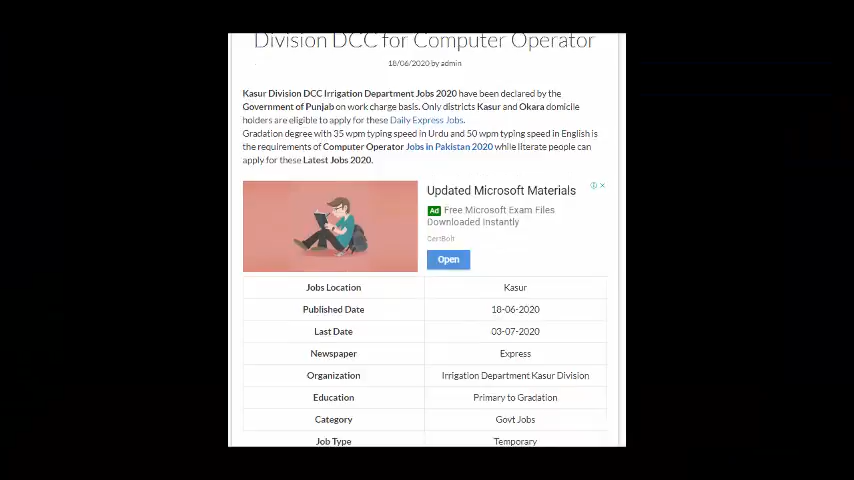 Division DCC for Computer Operator
18/06/2020 by admin
Kasur Division DCC Irrigation Department Jobs 2020 have been declared by the
Government of Punjab on work charge basis. Only districts Kasur and Okara domicile
holders are eligible to apply for these Daily Express Jobs.
Gradation degree with 35 wpm typing speed in Urdu and 50 wpm typing speed in English is
the requirements of Computer Operator Jobs in Pakistan 2020 while literate people can
apply for these Latest Jobs 2020.
Updated Microsoft Materials
Ad Free Microsoft Exam Files
Downloaded Instantly
CertBolt
Open
Jobs Location Kasur
Published Date 18-06-2020
Last Date 03-07-2020
Newspaper Express
Organization Irrigation Department Kasur Division
Education Primary to Gradation
Category Govt Jobs
Job Type Temporary